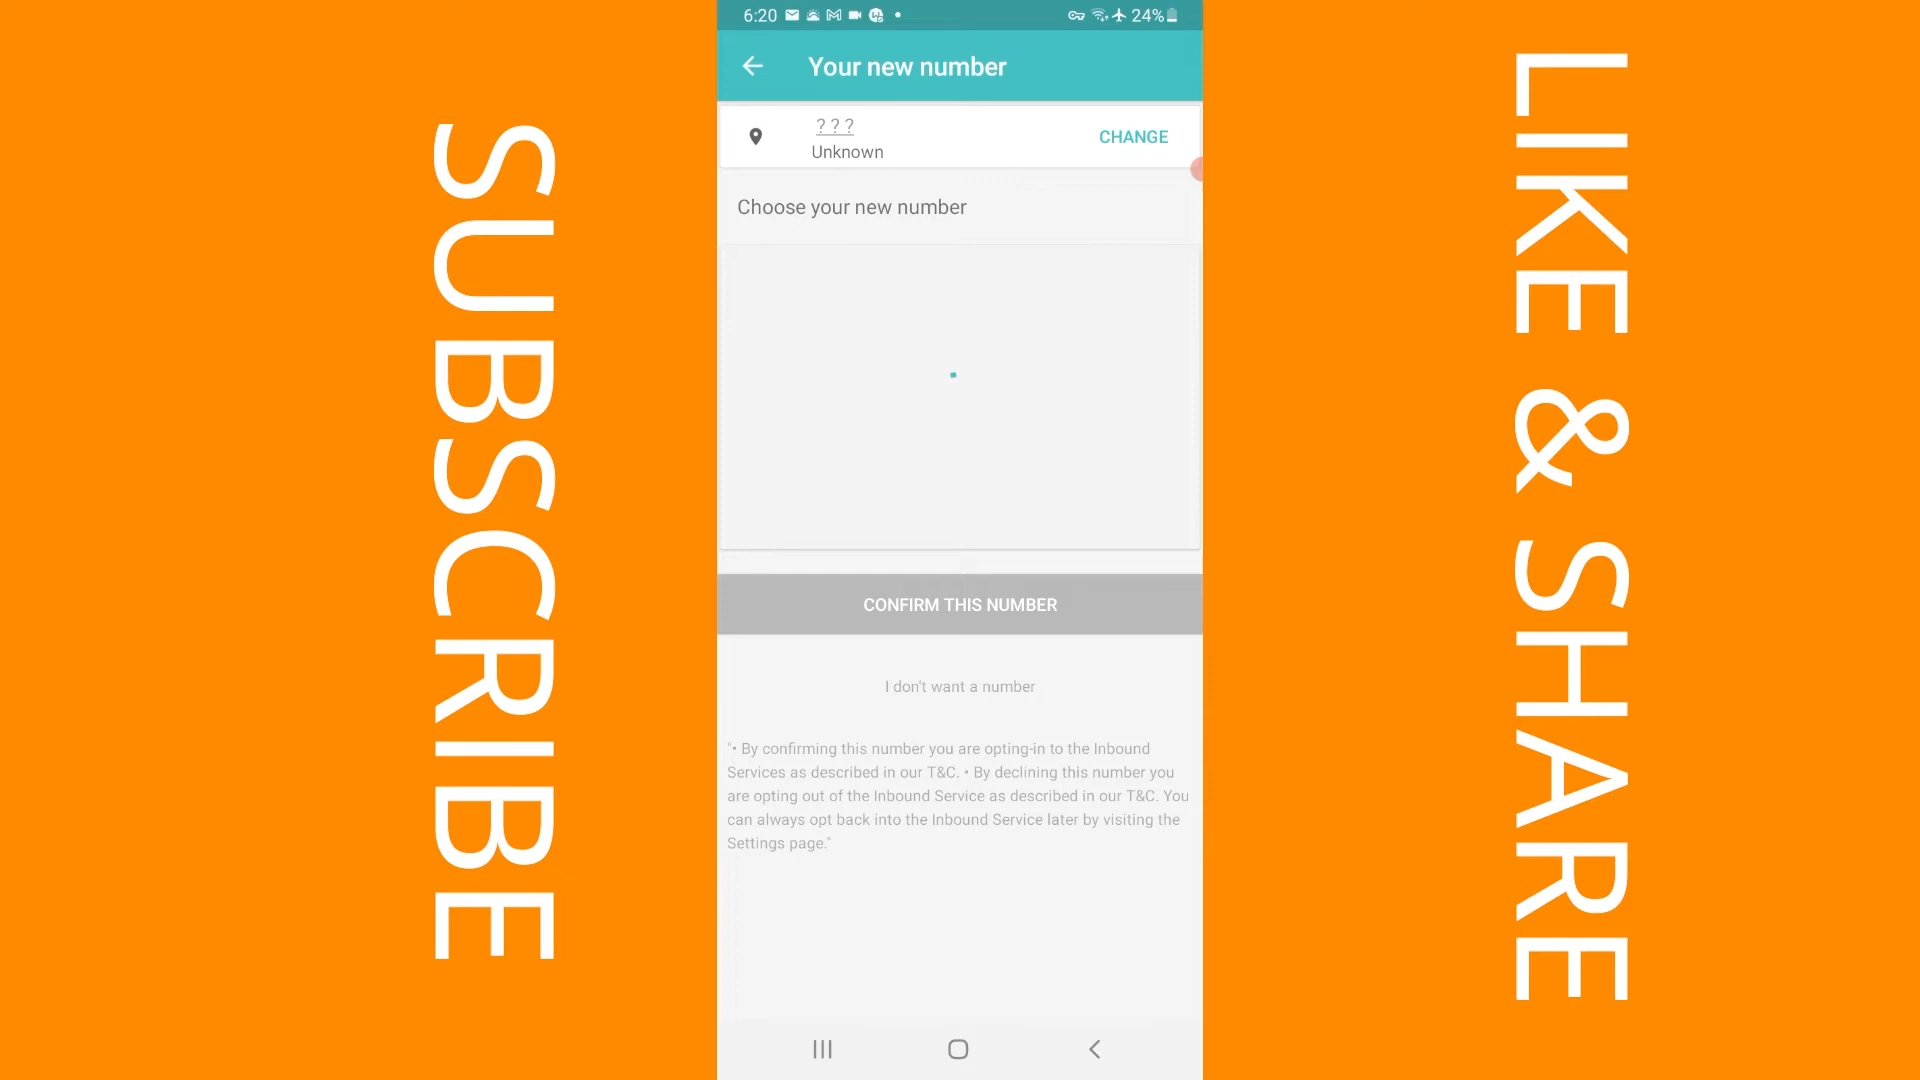 SUBSCRIBE
6:20
24%
Your new number
? ? ?
Unknown
CHANGE
Choose your new number
CONFIRM THIS NUMBER
I don't want a number
"• By confirming this number you are opting-in to the Inbound
Services as described in our T&C. • By declining this number you
are opting out of the Inbound Service as described in our T&C. You
can always opt back into the Inbound Service later by visiting the
Settings page."
LIKE & SHARE